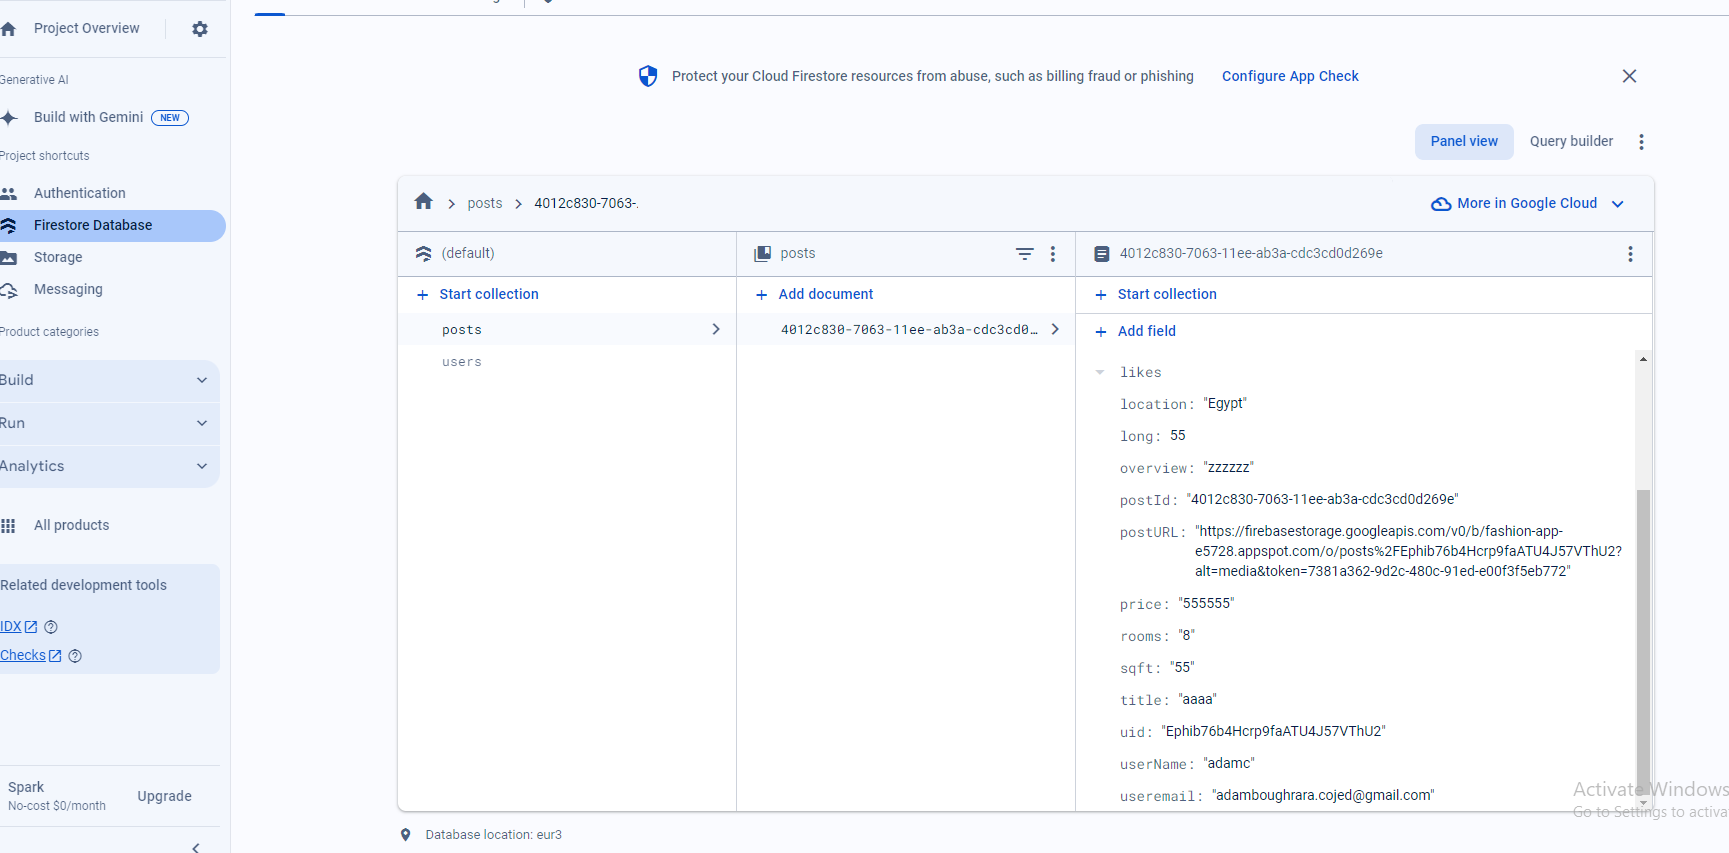 Project Overview
Generative AI
Build with Gemini NEW
Project shortcuts
Authentication
Firestore Database
Storage
Messaging
Product categories
Build
Run
Analytics
All products
Related development tools
IDX
Checks
Spark
No-cost $0/month
Upgrade
Protect your Cloud Firestore resources from abuse, such as billing fraud or phishing Configure App Check
Panel view Query builder
posts 4012c830-7063-.
More in Google Cloud
(default)
Start collection
posts
users
posts
Add document
4012c830-7063-11ee-ab3a-cdc3cd0…
4012c830-7063-11ee-ab3a-cdc3cd0d269e
Start collection
Add field
likes
location: "Egypt"
long: 55
overview: "zzzzzz"
postId: "4012c830-7063-11ee-ab3a-cdc3cd0d269e"
postURL: "https://firebasestorage.googleapis.com/v0/b/fashion-app-
e5728.appspot.com/o/posts%2FEphib76b4Hcrp9faATU4J57VThU2?
alt=media&token=7381a362-9d2c-480c-91ed-e00f3f5eb772"
price: "555555"
rooms: "8"
sqft: "55"
title: "aaaa"
uid: "Ephib76b4Hcrp9faATU4J57VThU2"
userName: "adamc"
useremail: "adamboughrara.cojed@gmail.com"
Database location: eur3
Activate Windows
Go to Settings to activa